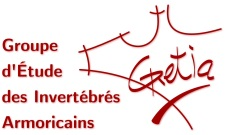 Groupe
d'Étude
des Invertébrés
Armoricains
Gretia